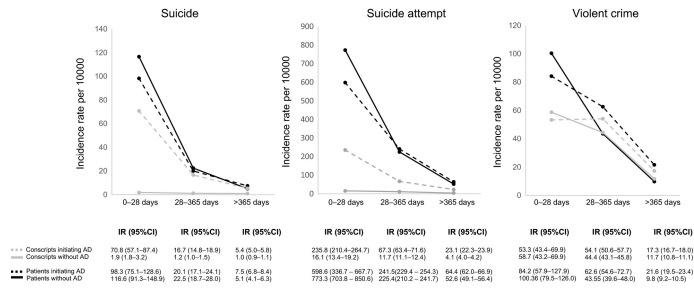 Suicide
Suicide attempt
Violent crime
Incidence rate per 10000
140
120
100
80
60
40
20
0
0–28 days 28–365 days >365 days
Incidence rate per 10000
900
800
700
600
500
400
300
200
100
0
0–28 days 28–365 days >365 days
Incidence rate per 10000
120
100
80
60
40
20
0
0–28 days 28–365 days >365 days
IR (95%CI) IR (95%CI) IR (95%CI) IR (95%CI) IR (95%CI) IR (95%CI) IR (95%CI) IR (95%CI) IR (95%CI)
Conscripts initiating AD 70.8 (57.1–87.4) 16.7 (14.8–18.9) 5.4 (5.0–5.8) 235.8 (210.4–264.7) 67.3 (63.4–71.6) 23.1 (22.3–23.9) 53.3 (43.4–69.9) 54.1 (50.6–57.7) 17.3 (16.7–18.0)
Conscripts without AD 1.9 (1.8–3.2) 1.2 (1.0–1.5) 1.0 (0.9–1.1) 16.1 (13.4–19.2) 11.7 (11.1–12.4) 4.1 (4.0–4.2) 58.7 (43.2–69.9) 44.4 (43.1–45.8) 11.7 (10.8–11.1)
Patients initiating AD 98.3 (75.1–128.6) 20.1 (17.1–24.1) 7.5 (6.8–8.4) 598.6 (336.7 – 667.7) 241.5(229.4 – 254.3) 64.4 (62.0–66.9) 84.2 (57.9–127.9) 62.6 (54.6–72.7) 21.6 (19.5–23.4)
Patients without AD 116.6 (91.3–148.9) 22.5 (18.7–28.0) 5.1 (4.1–6.3) 773.3(703.8 – 850.6) 225.4(210.2 - 241.7) 52.6 (49.1–56.4) 100.36 (79.5–126.0) 43.55 (39.6–48.0) 9.8 (9.2–10.5)